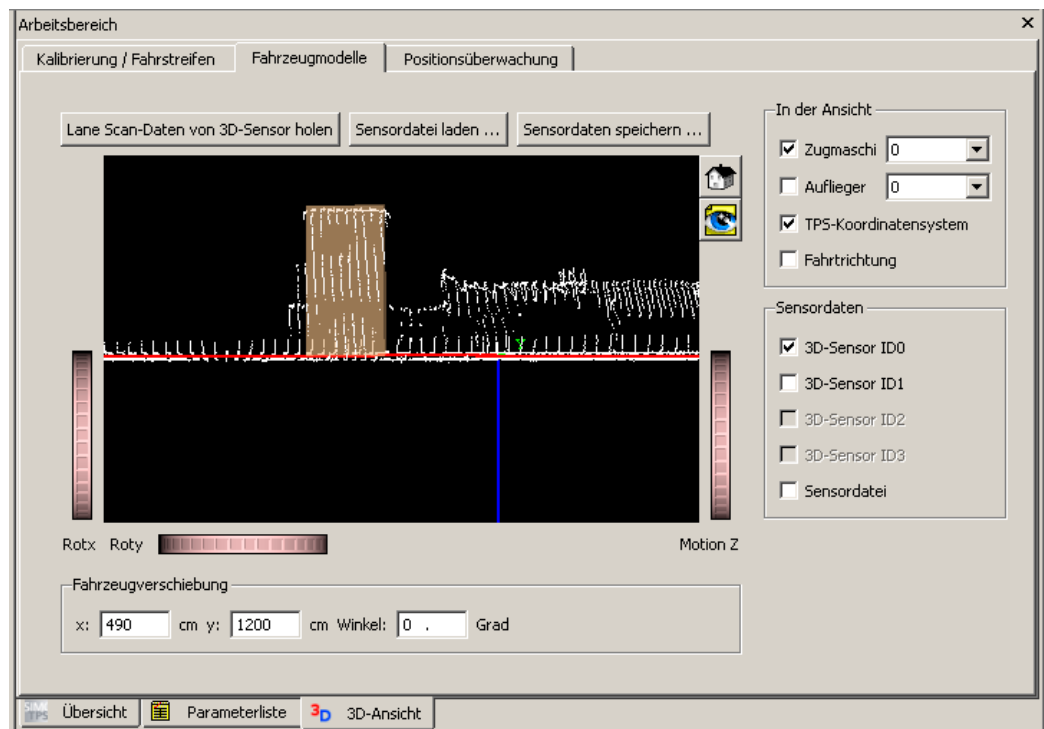 Arbeitsbereich
Kalibrierung / Fahrstreifen Fahrzeugmodelle Positionsüberwachung
In der Ansicht
Lane Scan-Daten von 3D-Sensor holen Sensordatei laden ... Sensordaten speichern ...
Zugmaschi 0
Auflieger 0
TPS-Koordinatensystem
Fahrtrichtung
Sensordaten
3D-Sensor ID0
3D-Sensor ID1
3D-Sensor ID2
3D-Sensor ID3
Sensordatei
Y
Rotx Roty Motion Z
Fahrzeugverschiebung
x: 490 cm y: 1200 cm Winkel: 0 . Grad
TPS Übersicht Parameterliste 3D 3D-Ansicht